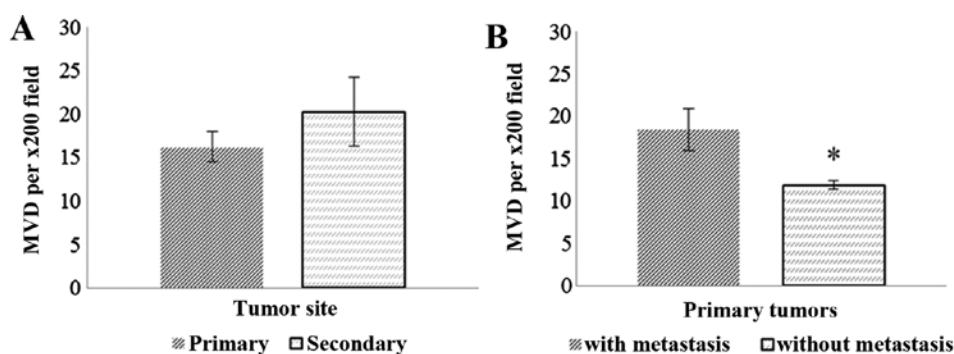 A
MVD per x200 field
30
25
20
15
10
5
0
Tumor site
Primary Secondary
B
MVD per x200 field
30
25
20
15
10
5
0
*
Primary tumors
with metastasis without metastasis